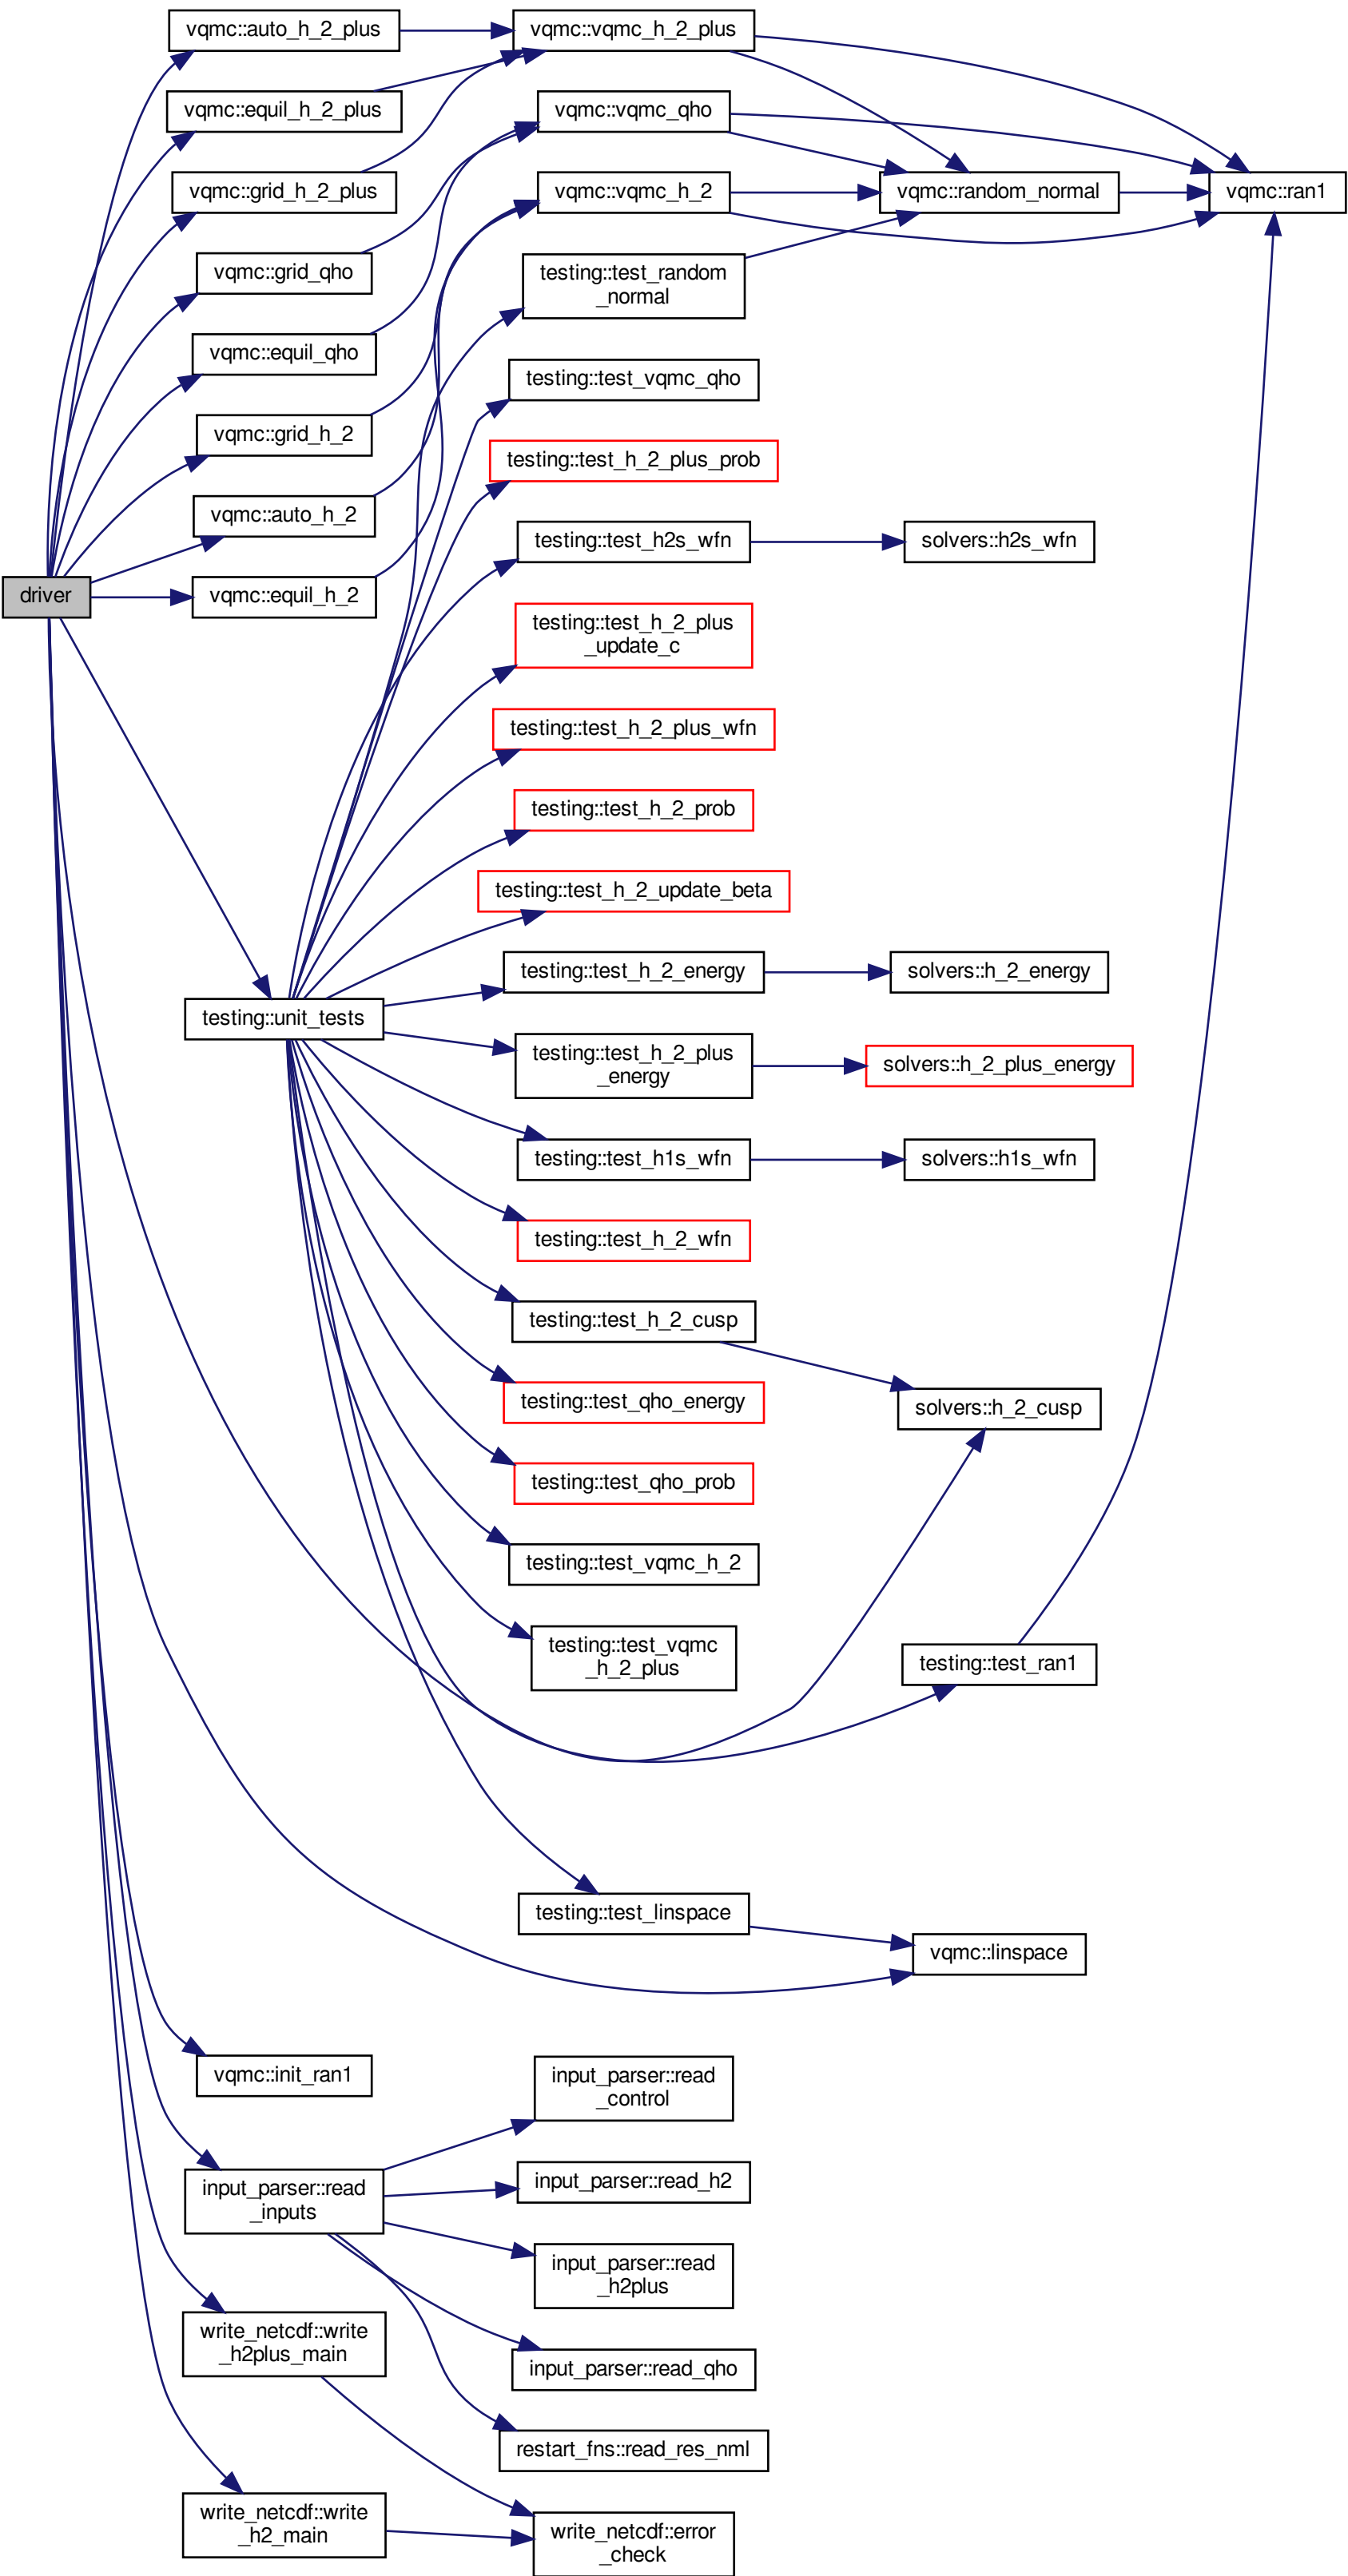 vqmc::auto_h_2_plus
vqmc::vqmc_h_2_plus
vqmc::equil_h_2_plus
vqmc::vqmc_qho
vqmc::grid_h_2_plus
vqmc::vqmc_h_2
vqmc::random_normal
vqmc::ran1
vqmc::grid_qho
testing::test_random
_normal
vqmc::equil_qho
testing::test_vqmc_qho
vqmc::grid_h_2
testing::test_h_2_plus_prob
vqmc::auto_h_2
testing::test_h2s_wfn
solvers::h2s_wfn
driver
vqmc::equil_h_2
testing::test_h_2_plus
_update_c
testing::test_h_2_plus_wfn
testing::test_h_2_prob
testing::test_h_2_update_beta
testing::test_h_2_energy
solvers::h_2_energy
testing::unit_tests
testing::test_h_2_plus
_energy
solvers::h_2_plus_energy
testing::test_h1s_wfn
solvers::h1s_wfn
testing::test_h_2_wfn
testing::test_h_2_cusp
testing::test_qho_energy
solvers::h_2_cusp
testing::test_qho_prob
testing::test_vqmc_h_2
testing::test_vqmc
_h_2_plus
testing::test_ran1
testing::test_linspace
vqmc::linspace
vqmc::init_ran1
input_parser::read
_control
input_parser::read
_inputs
input_parser::read_h2
input_parser::read
_h2plus
write_netcdf::write
_h2plus_main
input_parser::read_qho
restart_fns::read_res_nml
write_netcdf::write
_h2_main
write_netcdf::error
_check